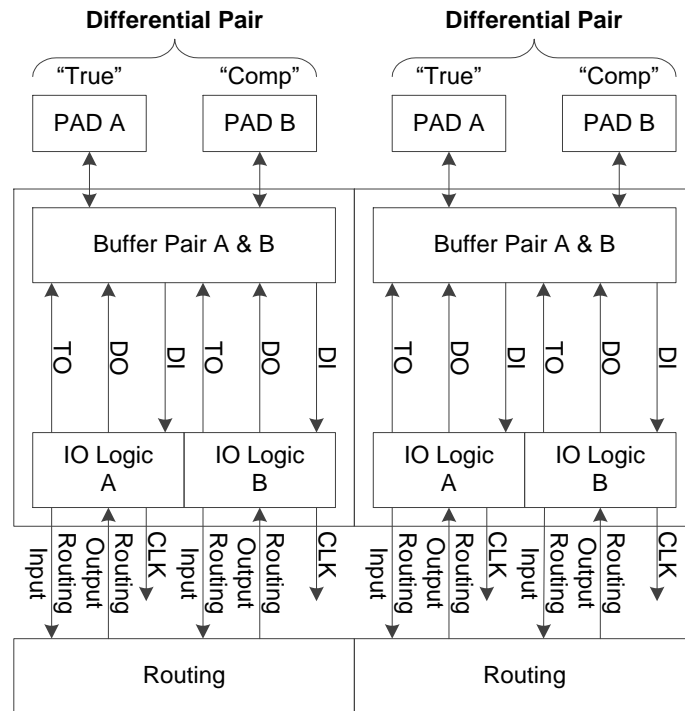 Differential Pair
Differential Pair
“True”
“Comp”
“True”
“Comp”
PAD A
PAD B
PAD A
PAD B
Buffer Pair A & B
Buffer Pair A & B
TO
DO
DI
TO
DO
DI
TO
DO
DI
TO
DO
DI
IO Logic
A
IO Logic
B
IO Logic
A
IO Logic
B
Routing
Input
Routing
Output
CLK
Routing
Input
Routing
Output
CLK
Routing
Input
Routing
Output
CLK
Routing
Input
Routing
Output
CLK
Routing
Routing